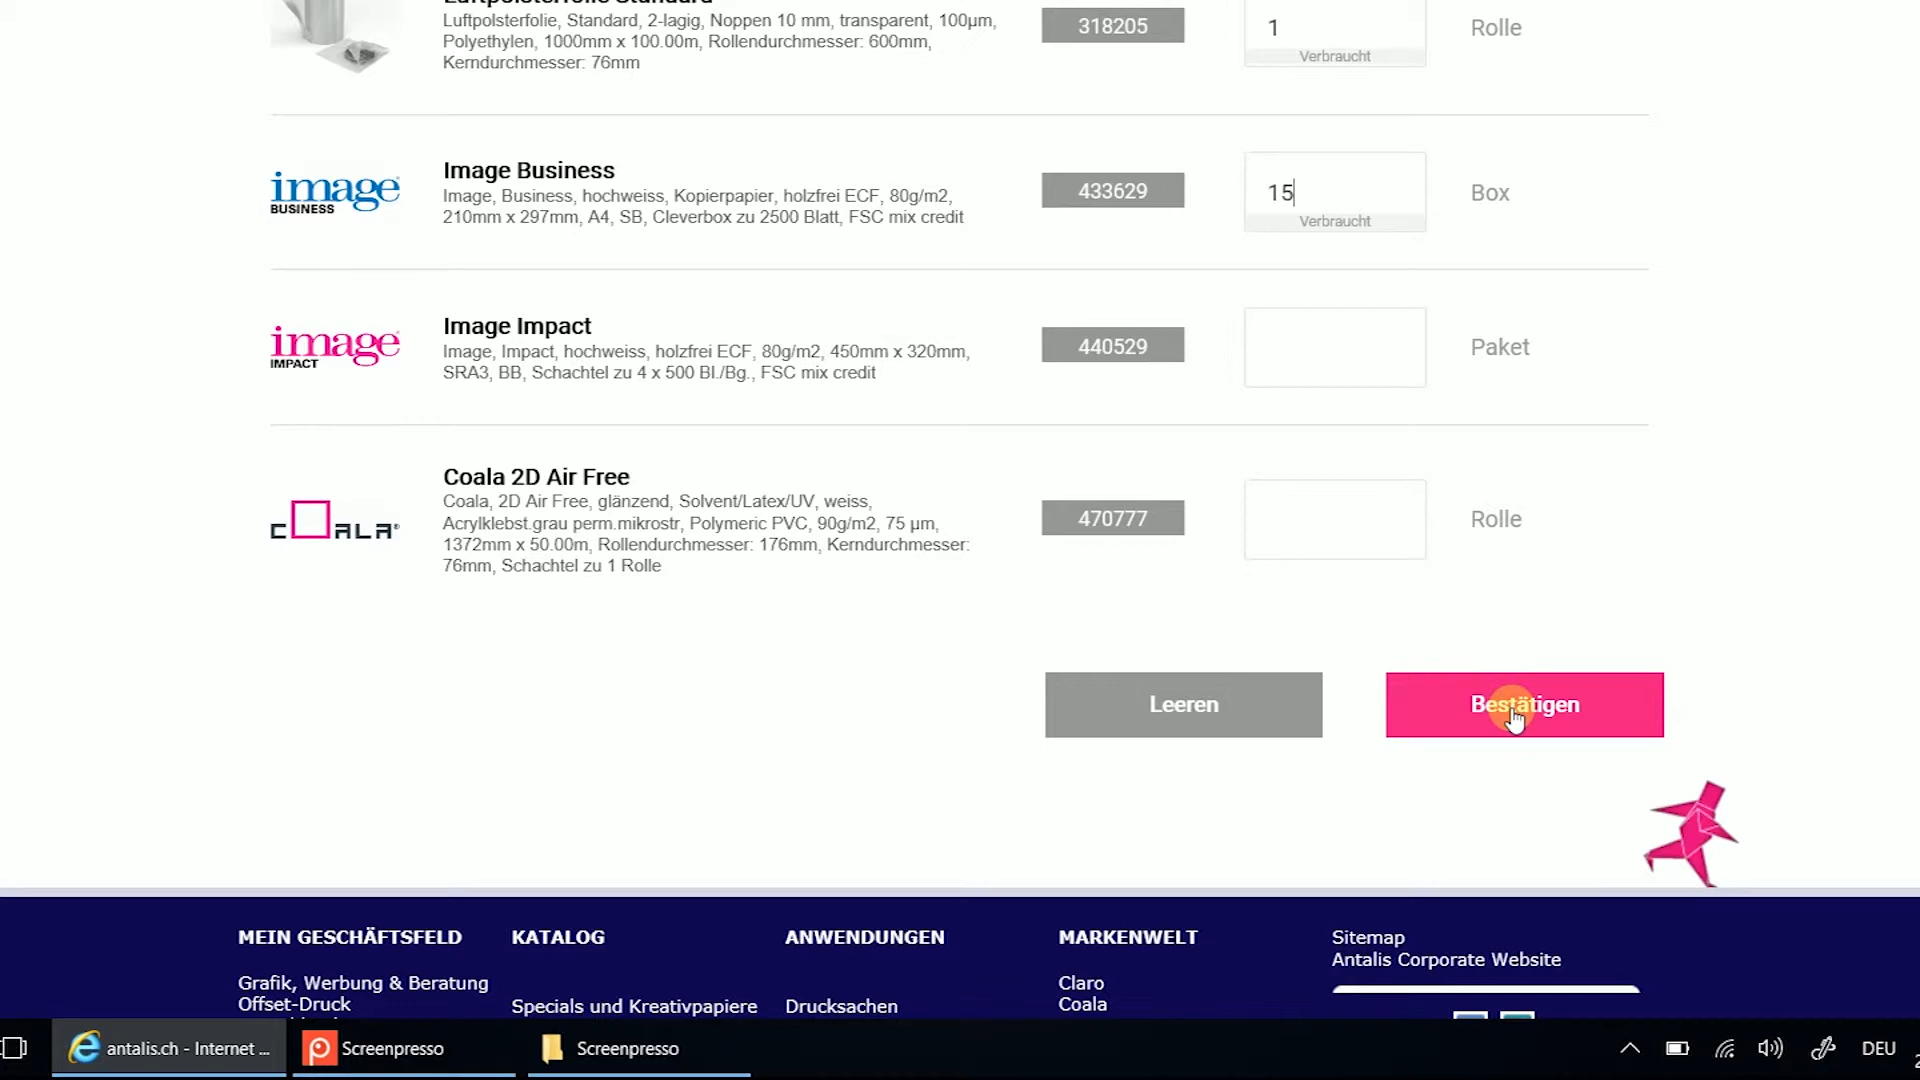 Luftpolsterfolie Standard
Luftpolsterfolie, Standard, 2-lagig, Noppen 10 mm, transparent, 100µm,
Polyethylen, 1000mm x 100.00m, Rollendurchmesser: 600mm,
Kerndurchmesser: 76mm
318205
1
Verbraucht
Rolle
image
BUSINESS
Image Business
Image, Business, hochweiss, Kopierpapier, holzfrei ECF, 80g/m2,
210mm x 297mm, A4, SB, Cleverbox zu 2500 Blatt, FSC mix credit
433629
15
Verbraucht
Box
image
IMPACT
Image Impact
Image, Impact, hochweiss, holzfrei ECF, 80g/m2, 450mm x 320mm,
SRA3, BB, Schachtel zu 4 x 500 Bl./Bg., FSC mix credit
440529
Paket
COALA®
Coala 2D Air Free
Coala, 2D Air Free, glänzend, Solvent/Latex/UV, weiss,
Acrylklebst.grau perm.mikrostr, Polymeric PVC, 90g/m2, 75 µm,
1372mm x 50.00m, Rollendurchmesser: 176mm, Kerndurchmesser:
76mm, Schachtel zu 1 Rolle
470777
Rolle
Leeren
Bestätigen
MEIN GESCHÄFTSFELD
Grafik, Werbung & Beratung
Offset-Druck
KATALOG
Specials und Kreativpapiere
ANWENDUNGEN
Drucksachen
MARKENWELT
Claro
Coala
Sitemap
Antalis Corporate Website
antalis.ch - Internet ...
Screenpresso
Screenpresso
DEU